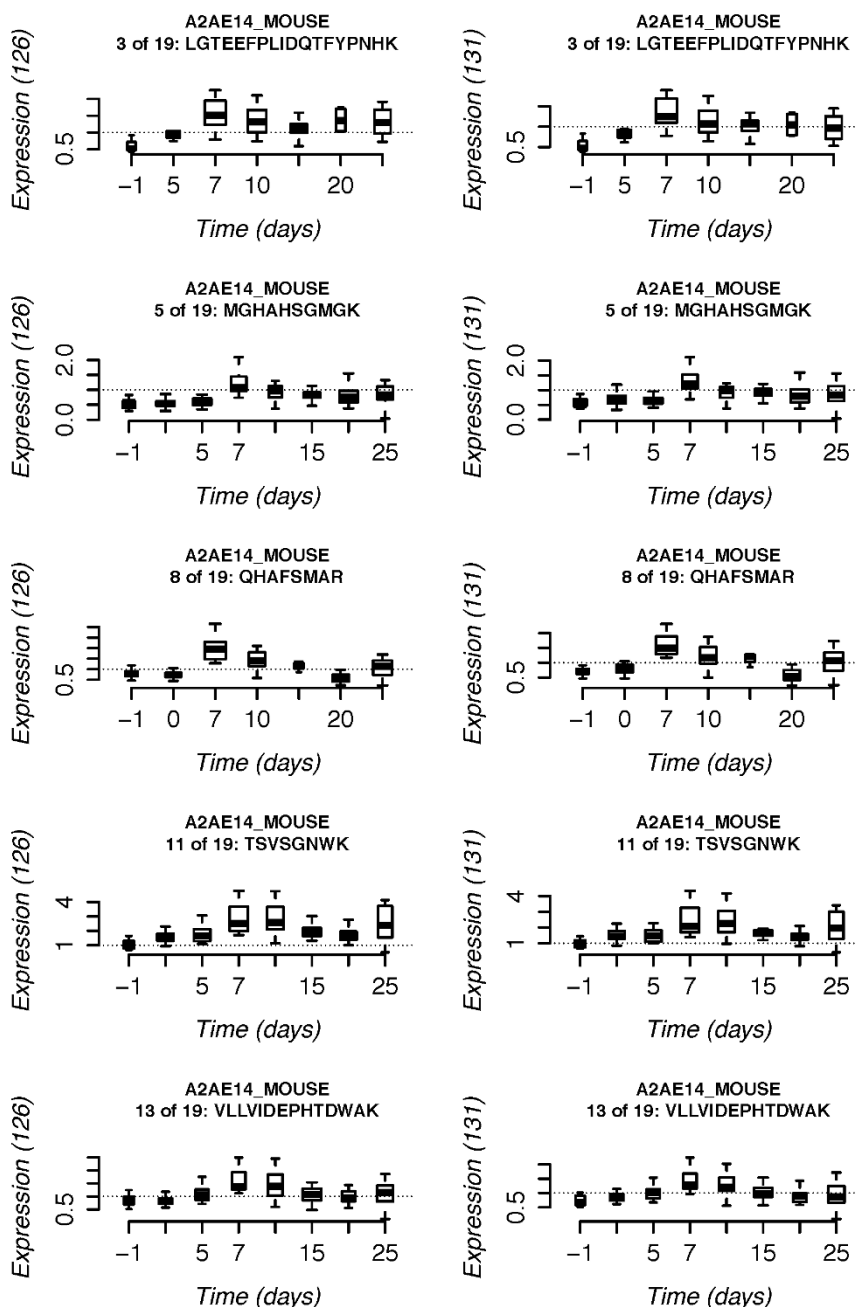 A2AE14_MOUSE
3 of 19: LGTEEFPLIDQTFYPNHK
Expression (126)
0.5
−1 5 7 10 20
Time (days)
A2AE14_MOUSE
3 of 19: LGTEEFPLIDQTFYPNHK
Expression (131)
0.5
−1 5 7 10 20
Time (days)
A2AE14_MOUSE
5 of 19: MGHAHSGMGK
Expression (126)
2.0
0.0
−1 5 7 15 25
Time (days)
A2AE14_MOUSE
5 of 19: MGHAHSGMGK
Expression (131)
2.0
0.0
−1 5 7 15 25
Time (days)
A2AE14_MOUSE
8 of 19: QHAFSMAR
Expression (126)
0.5
−1 0 7 10 20
Time (days)
A2AE14_MOUSE
8 of 19: QHAFSMAR
Expression (131)
0.5
−1 0 7 10 20
Time (days)
A2AE14_MOUSE
11 of 19: TSVSGNWK
Expression (126)
4
1
−1 5 7 15 25
Time (days)
A2AE14_MOUSE
11 of 19: TSVSGNWK
Expression (131)
4
1
−1 5 7 15 25
Time (days)
A2AE14_MOUSE
13 of 19: VLLVIDEPHTDWAK
Expression (126)
0.5
−1 5 7 15 25
Time (days)
A2AE14_MOUSE
13 of 19: VLLVIDEPHTDWAK
Expression (131)
0.5
−1 5 7 15 25
Time (days)